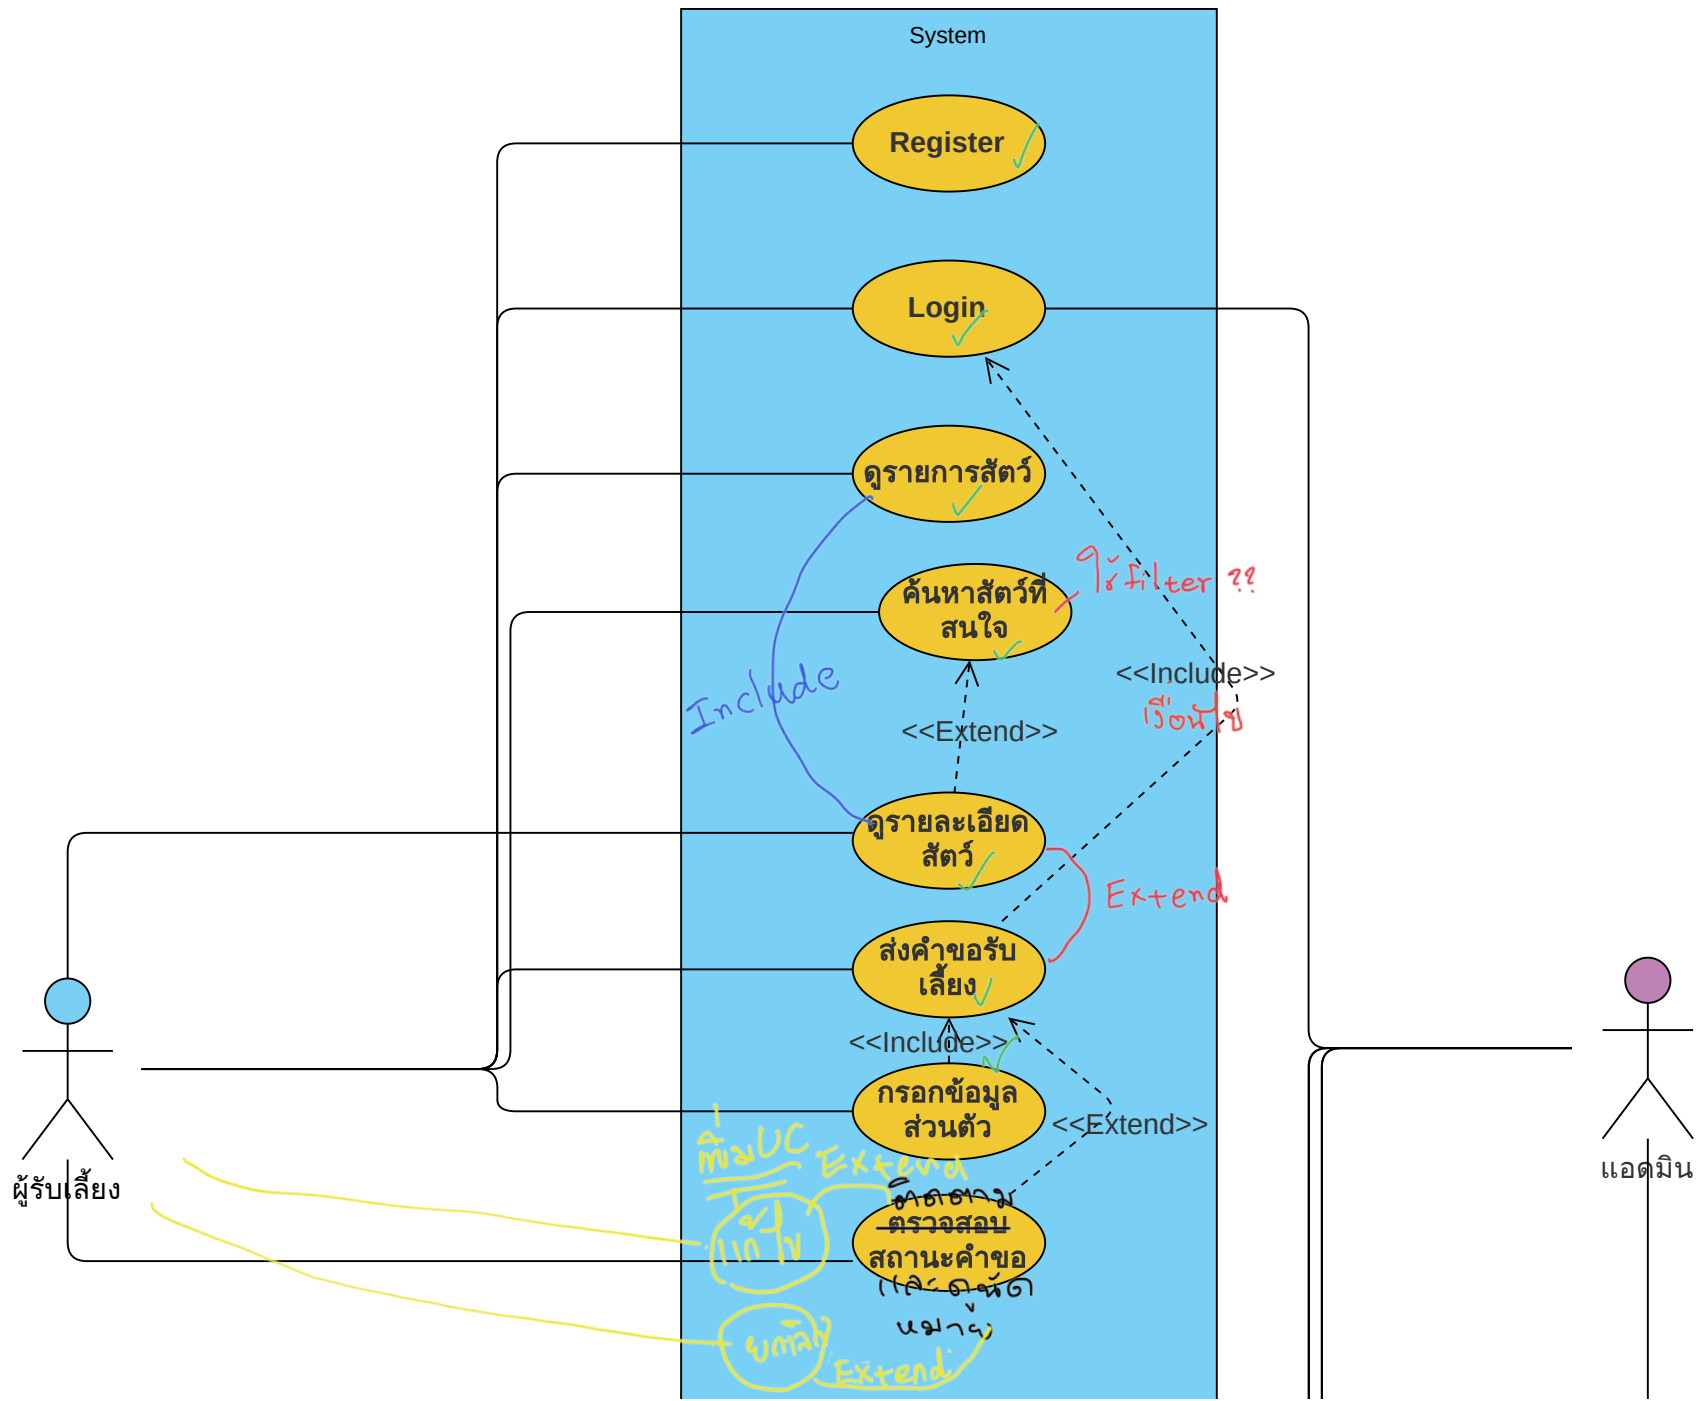 System
Register
Login
ดูรายการสัตว์
ค้นหาสัตว์ที่
สนใจ
ใช้ filter ??
<<Include>>
เงื่อนไข
Include
<<Extend>>
ดูรายละเอียด
สัตว์
Extend
ส่งคำขอรับ
เลี้ยง
<<Include>>
กรอกข้อมูล
ส่วนตัว
<<Extend>>
เพิ่มUC
Extend
แก้ไข
ติดตาม
ตรวจสอบ
สถานะคำขอ
และดูนัด
หมาย
ยกเลิก
Extend
ผู้รับเลี้ยง
แอดมิน